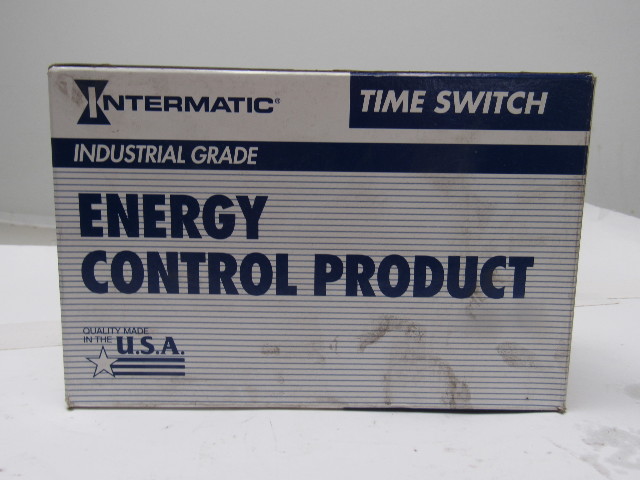 INTERMATIC®
TIME SWITCH
INDUSTRIAL GRADE
ENERGY
CONTROL PRODUCT
QUALITY MADE
IN THE U.S.A.